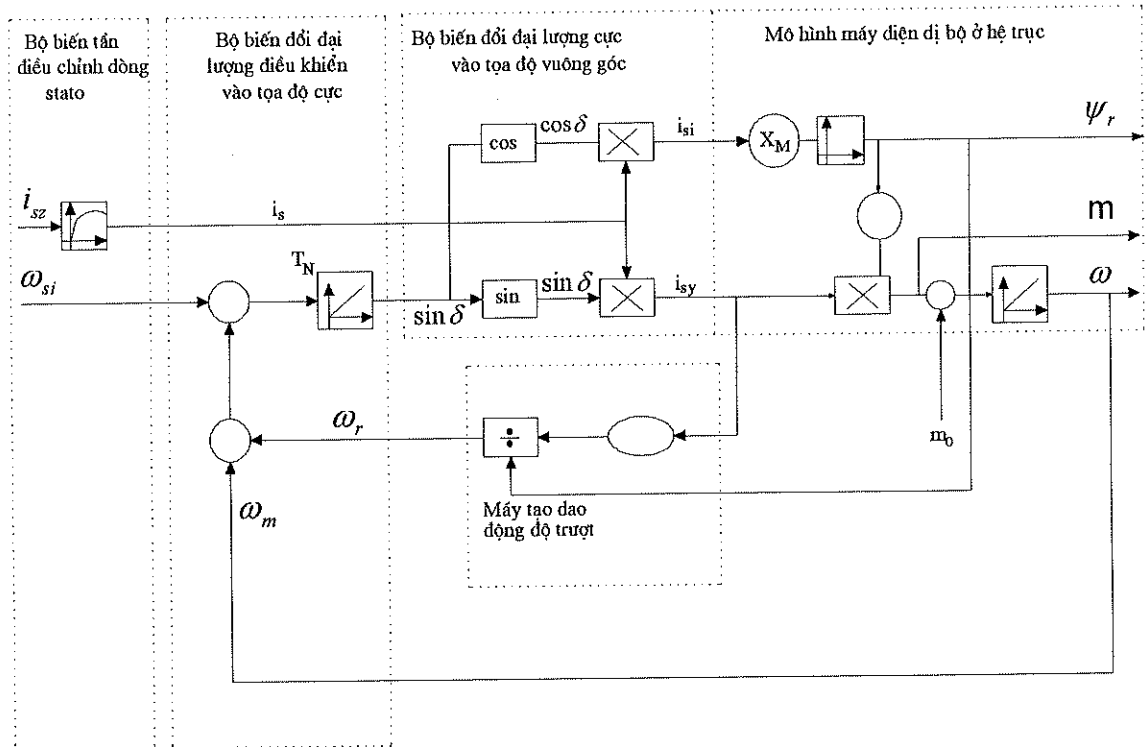 Bộ biến tần
điều chỉnh dòng
stato
Bộ biến đổi đại
lượng điều khiển
vào tọa độ cực
Bộ biến đổi đại lượng cực
vào tọa độ vuông góc
Mô hình máy điện dị bộ ở hệ trục
cos
cos δ
i_si
X_M
ψ_r
i_sz
i_s
m
ω_si
T_N
sin δ
sin
sin δ
i_sy
ω
ω_r
÷
m_0
ω_m
Máy tao dao
động độ trượt